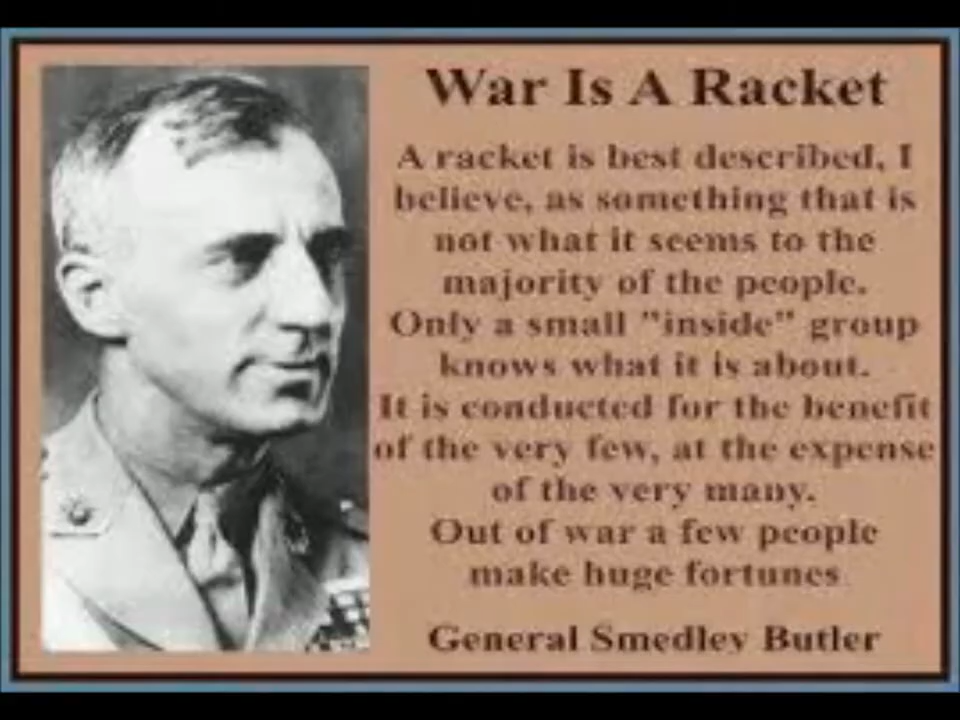 War Is A Racket
A racket is best described, I
believe, as something that is
not what it seems to the
majority of the people.
Only a small "inside" group
knows what it is about.
It is conducted for the benefit
of the very few, at the expense
of the very many.
Out of war a few people
make huge fortunes
General Smedley Butler